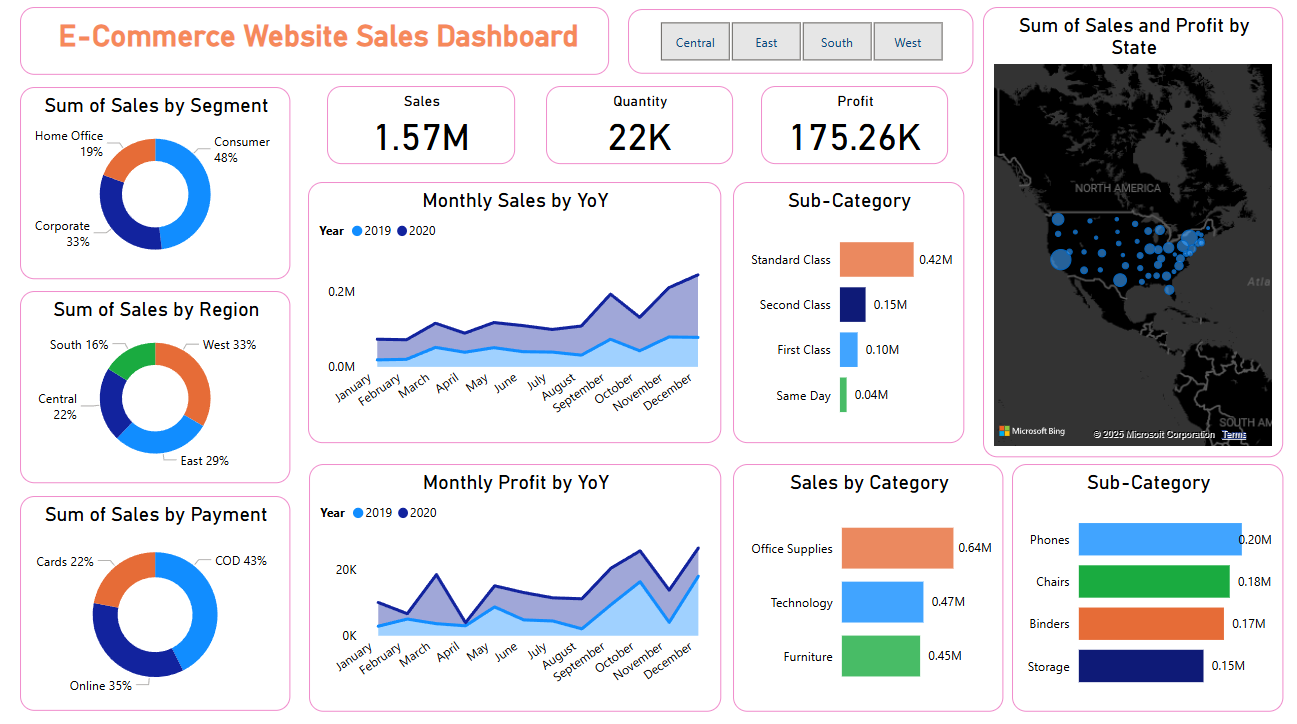 E-Commerce Website Sales Dashboard
Central
East
South
West
Sum of Sales and Profit by
State
NORTH AMERICA
Atla
SOUTH AM
Microsoft Bing
© 2025 Microsoft Corporation Terms
Sum of Sales by Segment
Home Office
19%
Consumer
48%
Corporate
33%
Sales
1.57M
Quantity
22K
Profit
175.26K
Monthly Sales by YoY
Year 2019 2020
0.2M
0.0M
January
February
March
April
May
June
July
August
September
October
November
December
Sub-Category
Standard Class 0.42M
Second Class 0.15M
First Class 0.10M
Same Day 0.04M
Sum of Sales by Region
South 16%
West 33%
Central
22%
East 29%
Sum of Sales by Payment
Cards 22%
COD 43%
Online 35%
Monthly Profit by YoY
Year 2019 2020
20K
0K
January
February
March
April
May
June
July
August
September
October
November
December
Sales by Category
Office Supplies 0.64M
Technology 0.47M
Furniture 0.45M
Sub-Category
Phones 0.20M
Chairs 0.18M
Binders 0.17M
Storage 0.15M